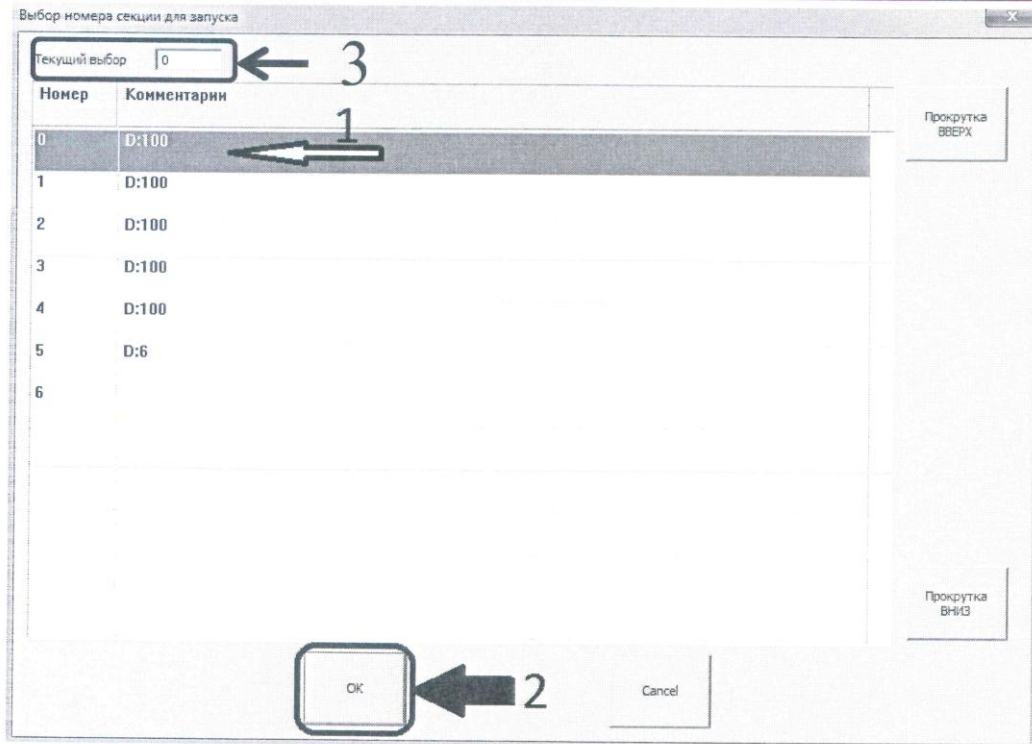 Выбор номера секции для запуска
Текущий выбор 0
3
Номер Комментарии
1
0 D:100
1 D:100
2 D:100
3 D:100
4 D:100
5 D:6
6
Прокрутка
ВВЕРХ
Прокрутка
ВНИЗ
OK
2
Cancel